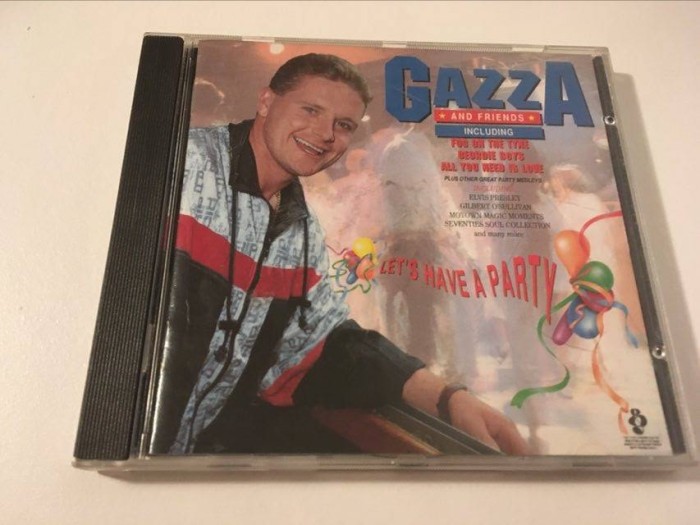 GAZZA
★ AND FRIENDS ★
INCLUDING
FOG ON THE TYNE
GEORDIE BOYS
ALL YOU NEED IS LOVE
PLUS OTHER GREAT PARTY MEDLEYS
ELVIS PRESLEY
GILBERT O'SULLIVAN
MOTOWN MAGIC MOMENTS
SEVENTIES SOUL COLLECTION
and many more
LET'S HAVE A PARTY